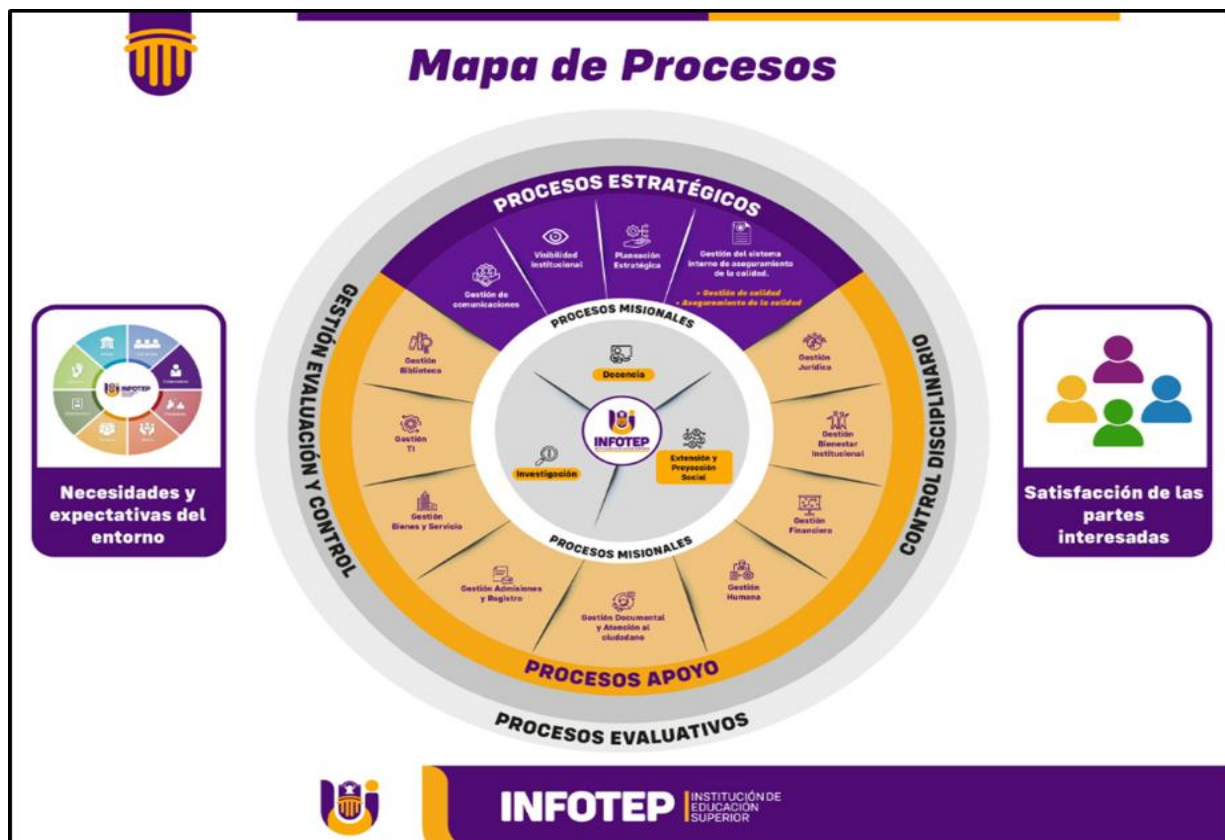 Mapa de Procesos
PROCESOS ESTRATÉGICOS
Gestión de
comunicaciones
Visibilidad
institucional
Planeación
Estratégica
Gestión del sistema
interno de aseguramiento
de la calidad.
• Gestión de calidad
• Aseguramiento de la calidad
GESTIÓN EVALUACIÓN Y CONTROL
CONTROL DISCIPLINARIO
PROCESOS MISIONALES
Docencia
Investigación
Extensión y
Proyección
Social
INFOTEP
PROCESOS MISIONALES
Gestión
Biblioteca
Gestión
TI
Gestión
Bienes y Servicio
Gestión Admisiones
y Registro
Gestión Documental
y Atención al
ciudadano
Gestión
Humana
Gestión
Financiera
Gestión
Bienestar
Institucional
Gestión
Jurídica
PROCESOS APOYO
PROCESOS EVALUATIVOS
INFOTEP
Necesidades y
expectativas del
entorno
Satisfacción de las
partes
interesadas
INFOTEP
INSTITUCIÓN DE
EDUCACIÓN
SUPERIOR